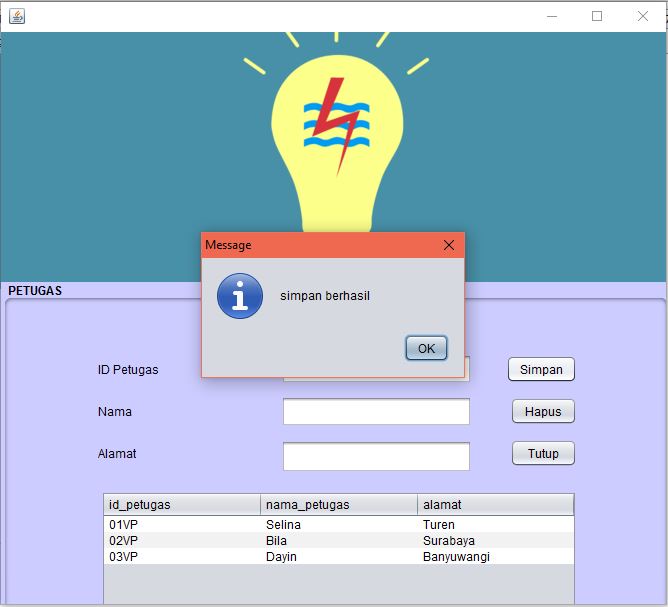 Message
simpan berhasil
OK
PETUGAS
ID Petugas
Simpan
Nama
Hapus
Alamat
Tutup
id_petugas nama_petugas alamat
01VP Selina Turen
02VP Bila Surabaya
03VP Dayin Banyuwangi